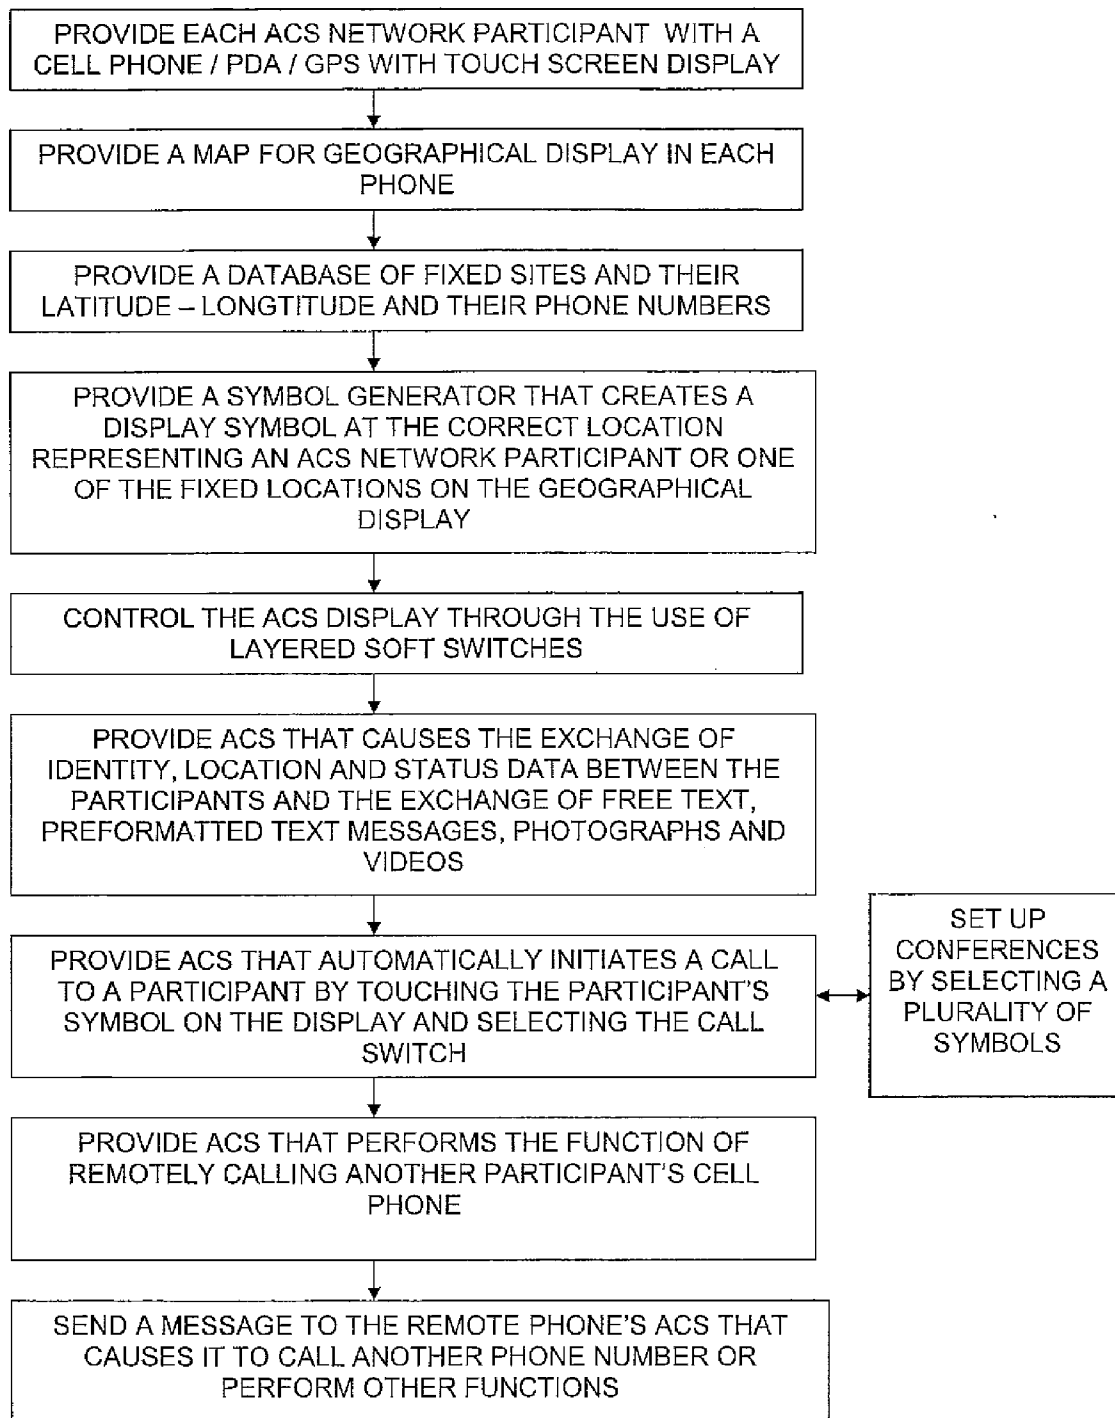 PROVIDE EACH ACS NETWORK PARTICIPANT WITH A
CELL PHONE / PDA / GPS WITH TOUCH SCREEN DISPLAY
PROVIDE A MAP FOR GEOGRAPHICAL DISPLAY IN EACH
PHONE
PROVIDE A DATABASE OF FIXED SITES AND THEIR
LATITUDE – LONGTITUDE AND THEIR PHONE NUMBERS
PROVIDE A SYMBOL GENERATOR THAT CREATES A
DISPLAY SYMBOL AT THE CORRECT LOCATION
REPRESENTING AN ACS NETWORK PARTICIPANT OR ONE
OF THE FIXED LOCATIONS ON THE GEOGRAPHICAL
DISPLAY
CONTROL THE ACS DISPLAY THROUGH THE USE OF
LAYERED SOFT SWITCHES
PROVIDE ACS THAT CAUSES THE EXCHANGE OF
IDENTITY, LOCATION AND STATUS DATA BETWEEN THE
PARTICIPANTS AND THE EXCHANGE OF FREE TEXT,
PREFORMATTED TEXT MESSAGES, PHOTOGRAPHS AND
VIDEOS
PROVIDE ACS THAT AUTOMATICALLY INITIATES A CALL
TO A PARTICIPANT BY TOUCHING THE PARTICIPANT'S
SYMBOL ON THE DISPLAY AND SELECTING THE CALL
SWITCH
SET UP
CONFERENCES
BY SELECTING A
PLURALITY OF
SYMBOLS
PROVIDE ACS THAT PERFORMS THE FUNCTION OF
REMOTELY CALLING ANOTHER PARTICIPANT'S CELL
PHONE
SEND A MESSAGE TO THE REMOTE PHONE'S ACS THAT
CAUSES IT TO CALL ANOTHER PHONE NUMBER OR
PERFORM OTHER FUNCTIONS